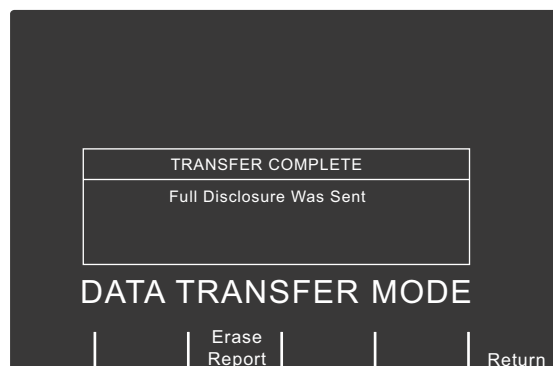 TRANSFER COMPLETE
Full Disclosure Was Sent
DATA TRANSFER MODE
Erase
Report
Return